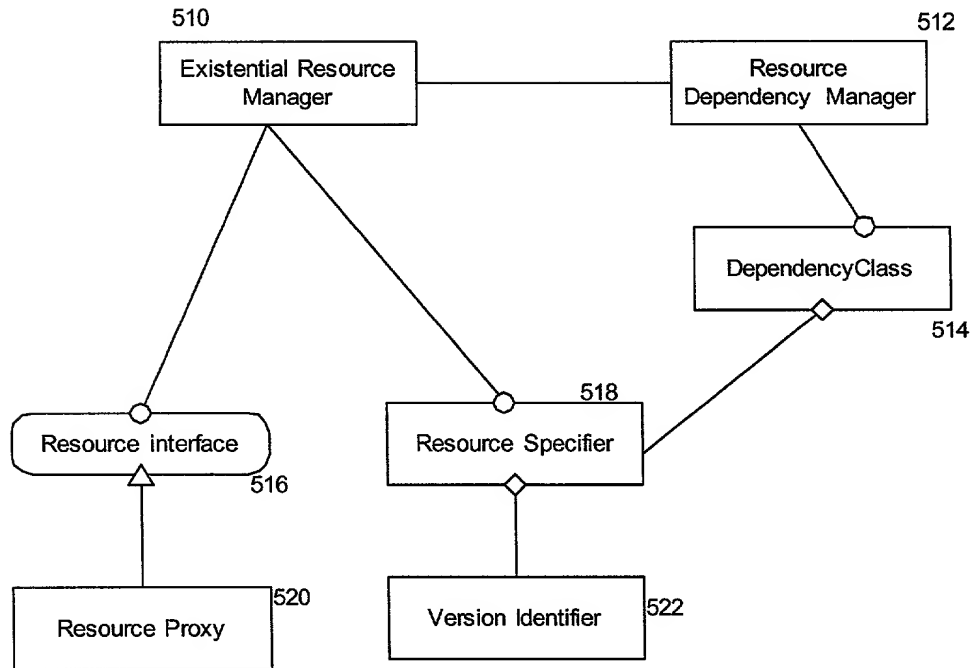 510
512
Existential Resource
Manager
Resource
Dependency Manager
DependencyClass
514
518
Resource interface
Resource Specifier
516
520
Resource Proxy
Version Identifier
522